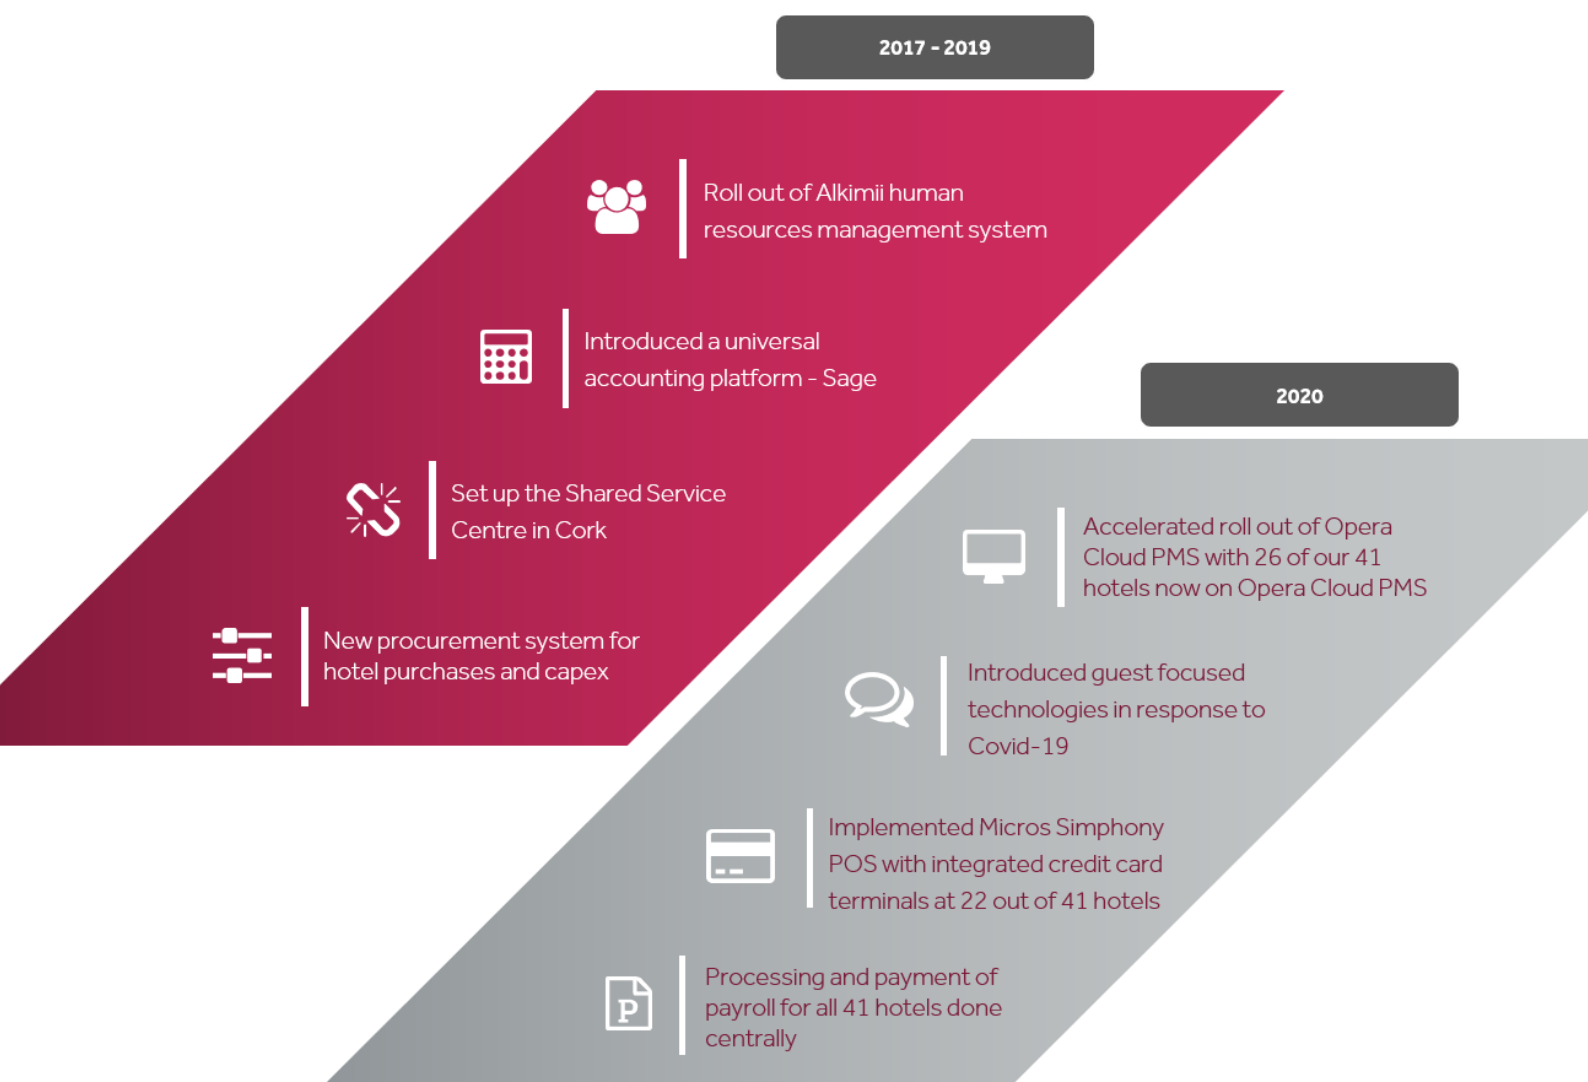 2017 - 2019
Roll out of Alkimii human
resources management system
Introduced a universal
accounting platform - Sage
Set up the Shared Service
Centre in Cork
New procurement system for
hotel purchases and capex
2020
Accelerated roll out of Opera
Cloud PMS with 26 of our 41
hotels now on Opera Cloud PMS
Introduced guest focused
technologies in response to
Covid-19
Implemented Micros Simphony
POS with integrated credit card
terminals at 22 out of 41 hotels
P
Processing and payment of
payroll for all 41 hotels done
centrally